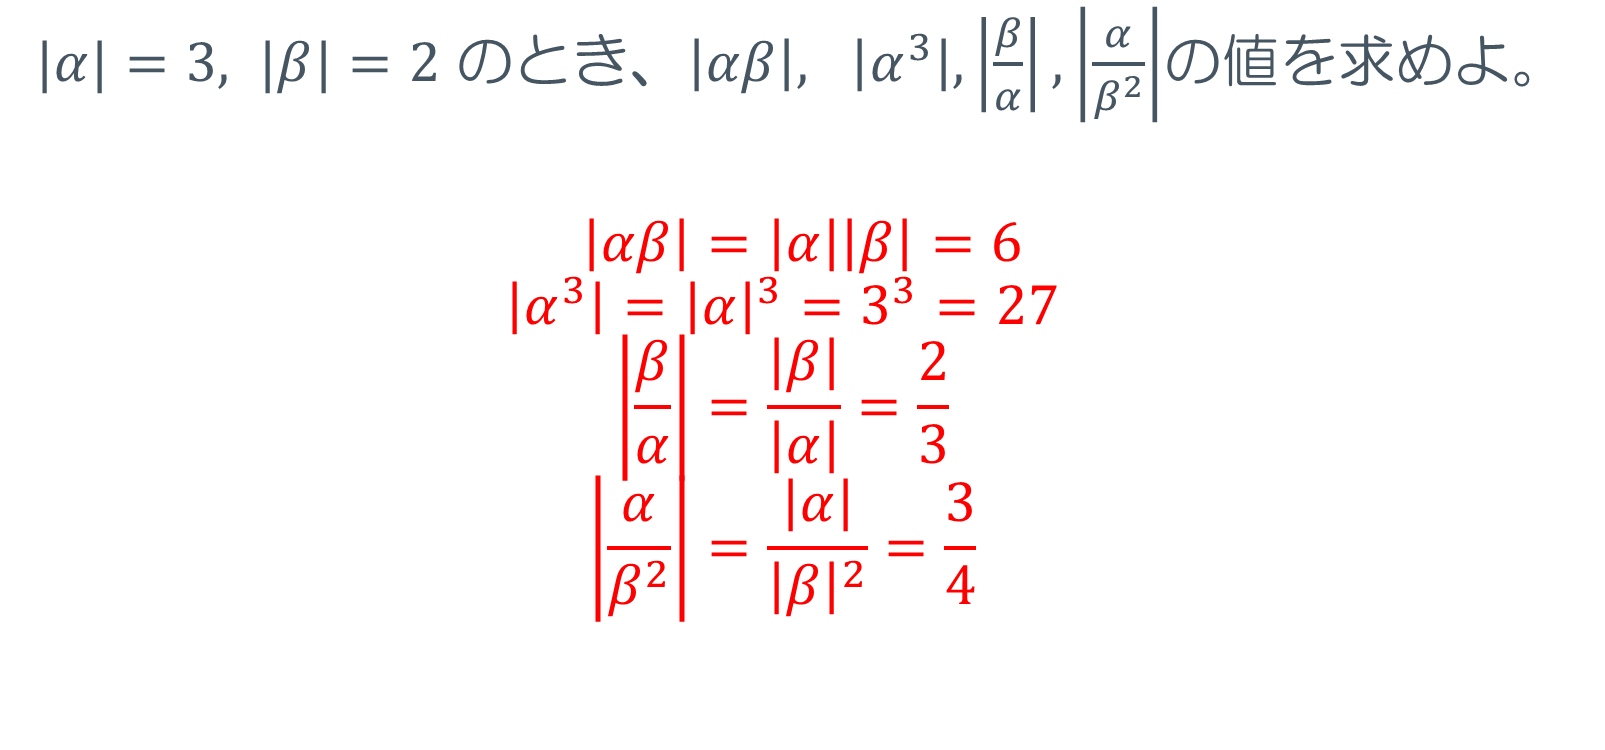 |α| = 3, |β| = 2 のとき、|αβ|, |α³|, |β/α|, |α/β²|の値を求めよ。
|αβ| = |α||β| = 6
|α³| = |α|³ = 3³ = 27
|β/α| = |β|/|α| = 2/3
|α/β²| = |α|/|β|² = 3/4